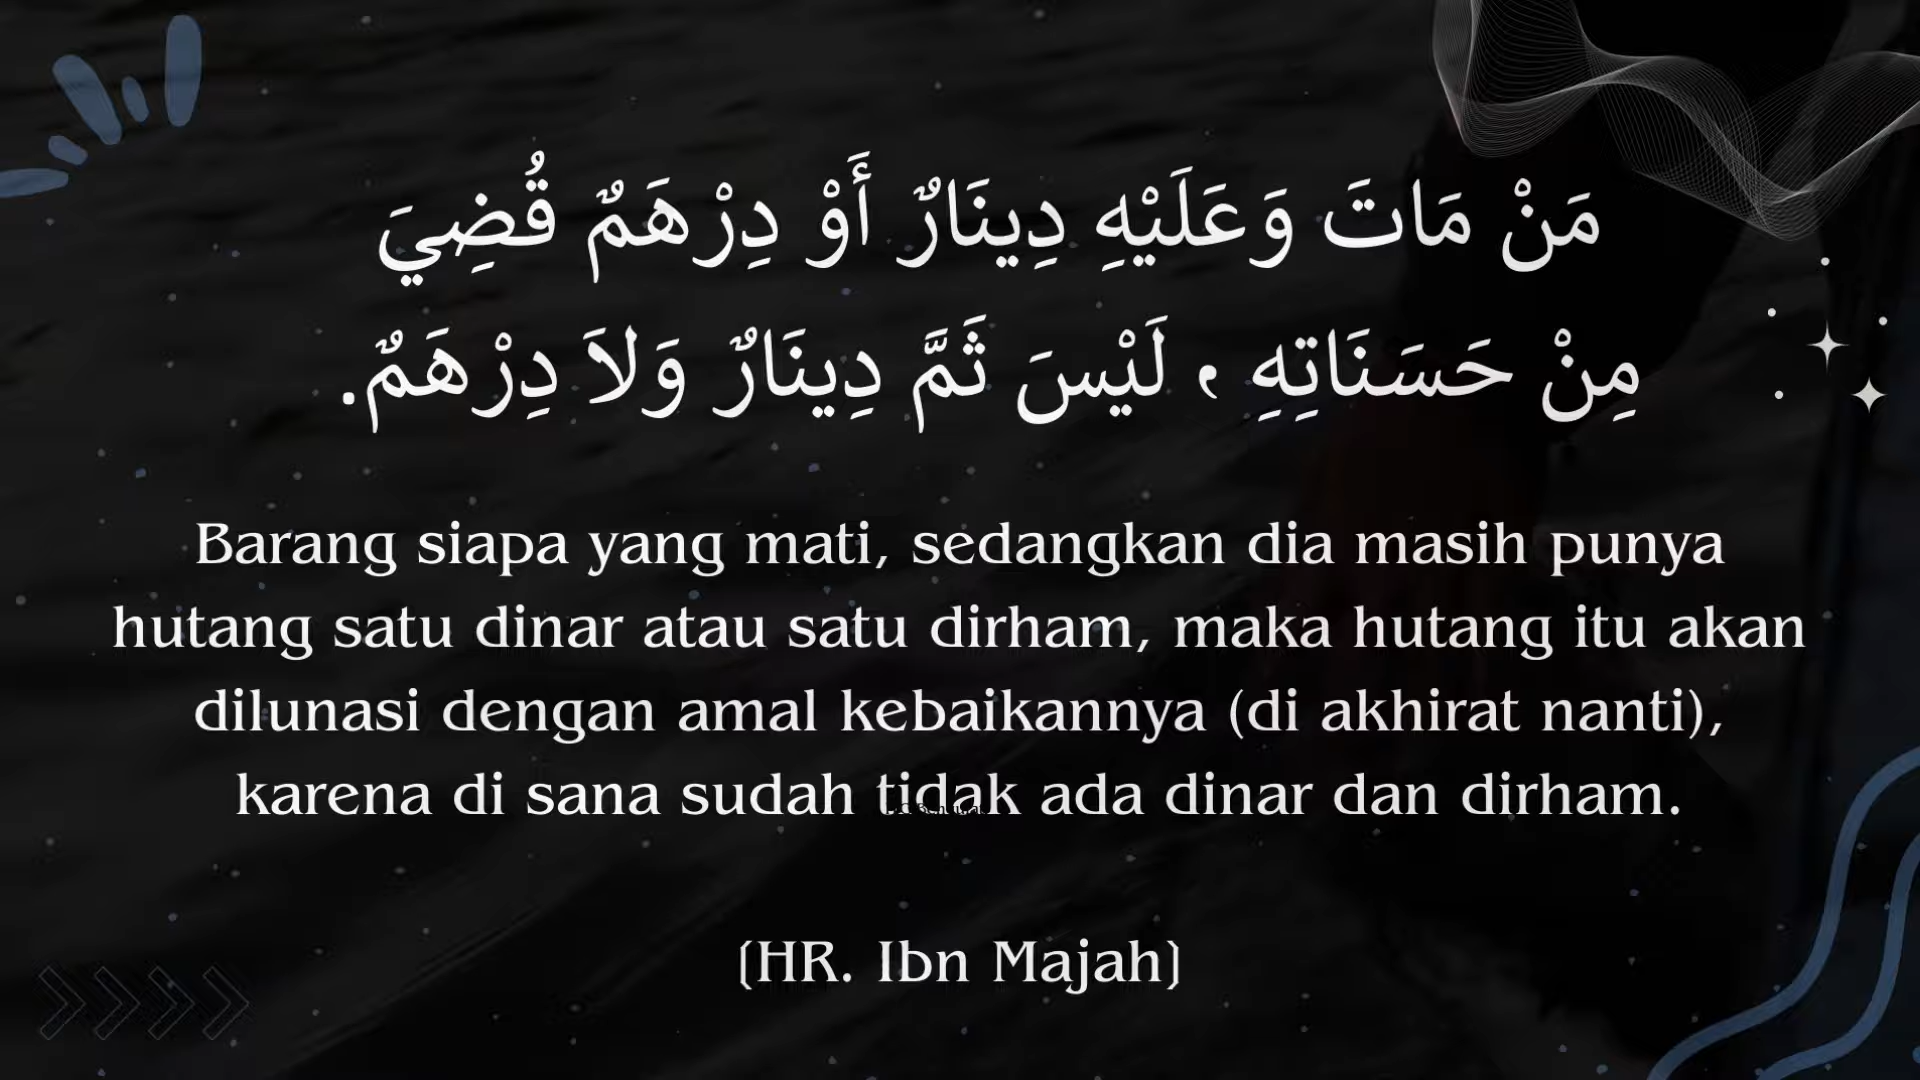 مَنْ مَاتَ وَعَلَيْهِ دِينَارٌ أَوْ دِرْهَمٌ قُضِيَ
مِنْ حَسَنَاتِهِ ، لَيْسَ ثَمَّ دِينَارٌ وَلاَ دِرْهَمٌ.
Barang siapa yang mati, sedangkan dia masih punya
hutang satu dinar atau satu dirham, maka hutang itu akan
dilunasi dengan amal kebaikannya (di akhirat nanti),
karena di sana sudah tidak ada dinar dan dirham.
(HR. Ibn Majah)